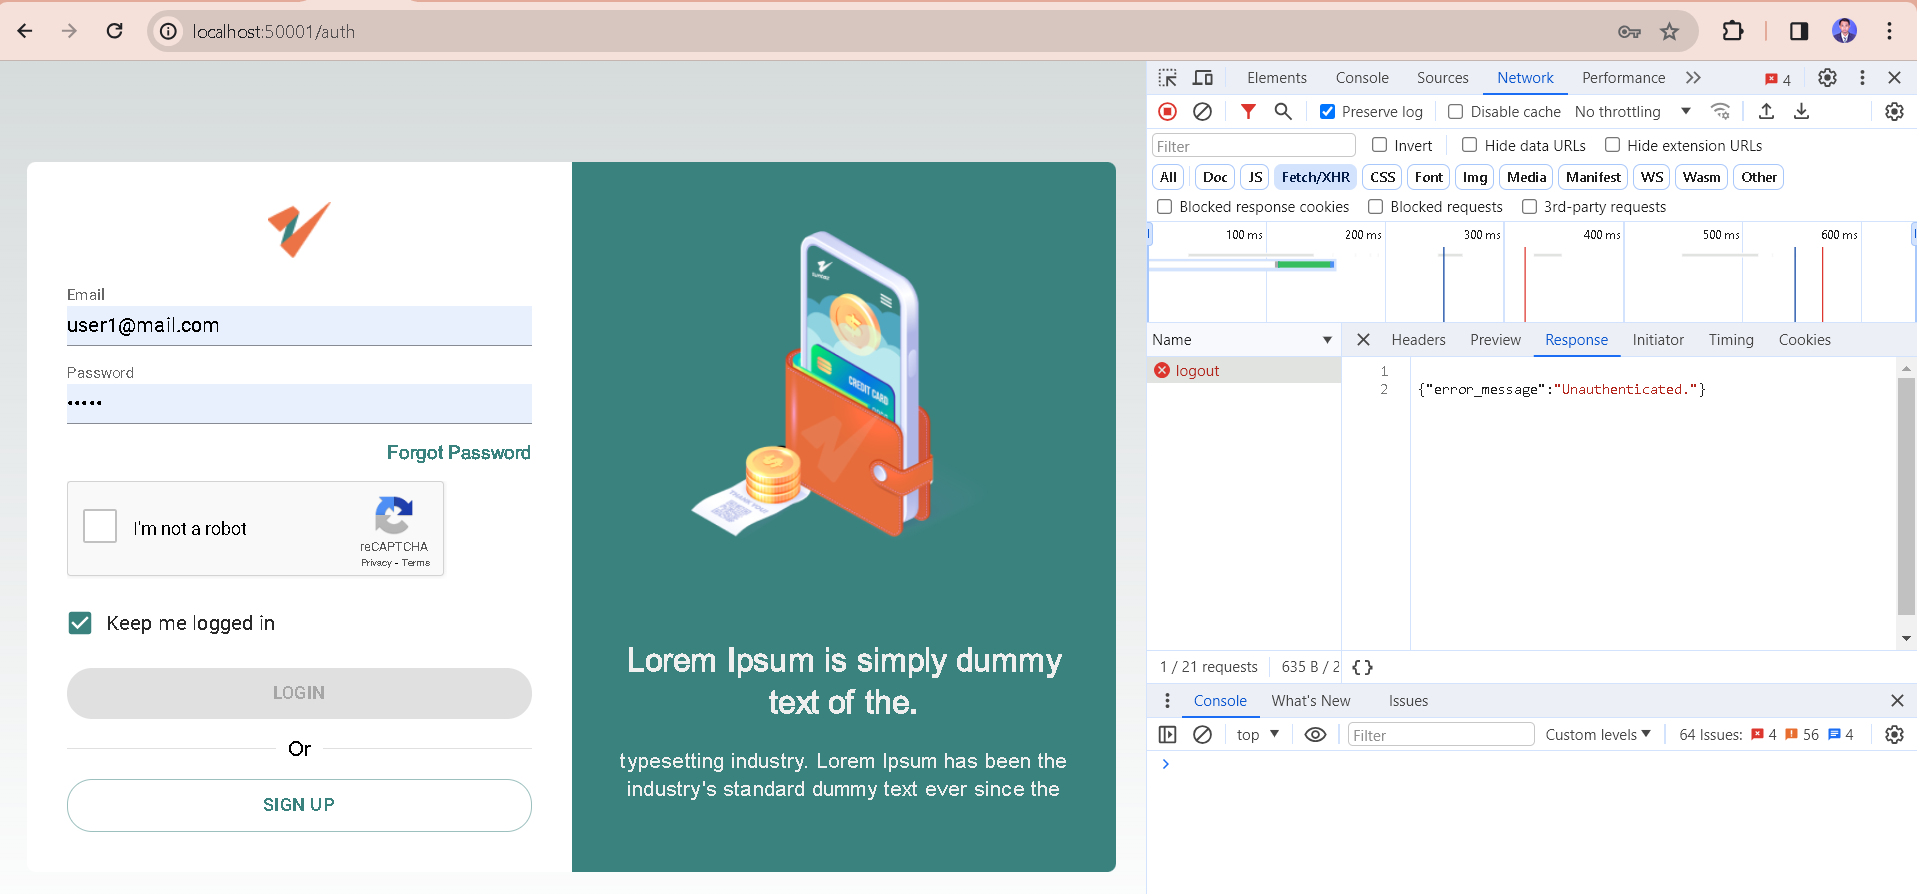 localhost:50001/auth
Email
user1@mail.com
Password
Forgot Password
I'm not a robot
reCAPTCHA
Privacy - Terms
Keep me logged in
LOGIN
Or
SIGN UP
CREDIT CARD
THANK YOU!
Lorem Ipsum is simply dummy
text of the.
typesetting industry. Lorem Ipsum has been the
industry's standard dummy text ever since the
Elements Console Sources Network Performance 4
Preserve log Disable cache No throttling
Filter Invert Hide data URLs Hide extension URLs
All Doc JS Fetch/XHR CSS Font Img Media Manifest WS Wasm Other
Blocked response cookies Blocked requests 3rd-party requests
100 ms 200 ms 300 ms 400 ms 500 ms 600 ms
Name Headers Preview Response Initiator Timing Cookies
logout
1
2 {"error_message":"Unauthenticated."}
1 / 21 requests 635 B / 2 { }
Console What's New Issues
top Filter Custom levels 64 Issues: 4 56 4